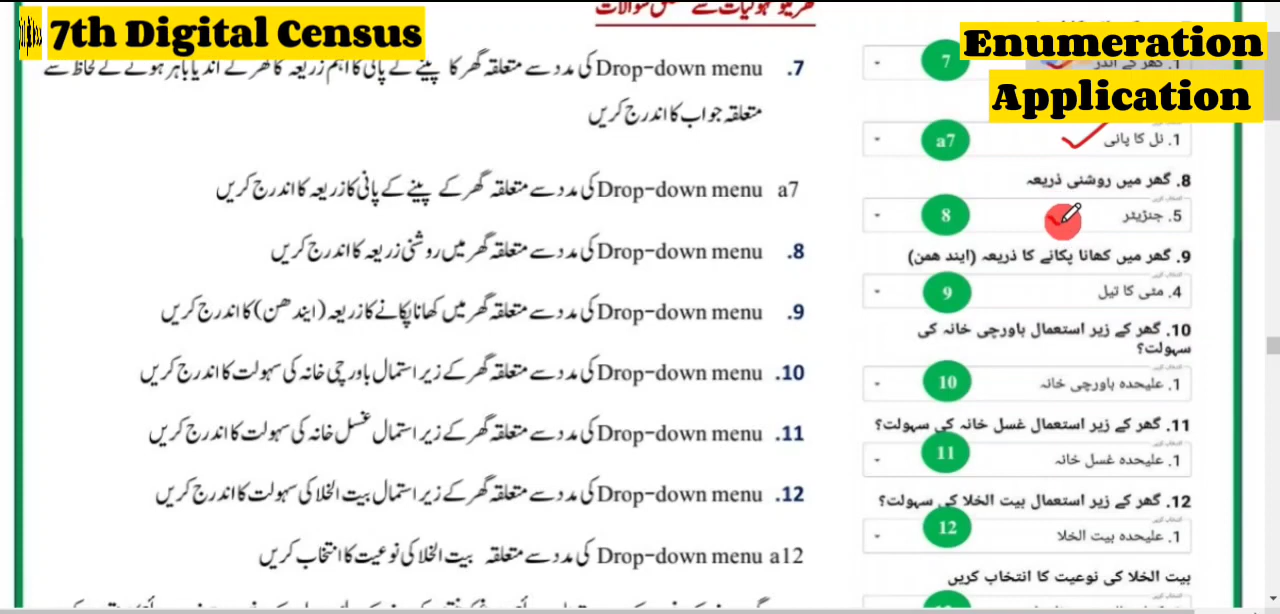 7th Digital Census
Enumeration
Application
سوالات
7. Drop-down menu کی مدد سے متعلقہ گھر کا پینے کے پانی کا اہم زریعہ کا گھر کے اندر یا باہر ہونے کے لحاظ سے
متعلقہ جواب کا اندرج کریں
a7 Drop-down menu کی مدد سے متعلقہ گھر کے پینے کے پانی کا زریعہ کا اندرج کریں
8. Drop-down menu کی مدد سے متعلقہ گھر میں روشنی زریعہ کا اندرج کریں
9. Drop-down menu کی مدد سے متعلقہ گھر میں کھانا پکانے کا زریعہ (ایندھن) کا اندرج کریں
10. Drop-down menu کی مدد سے متعلقہ گھر کے زیر استمال باورچی خانہ کی سہولت کا اندرج کریں
11. Drop-down menu کی مدد سے متعلقہ گھر کے زیر استمال غسل خانہ کی سہولت کا اندرج کریں
12. Drop-down menu کی مدد سے متعلقہ گھر کے زیر استمال بیت الخلا کی سہولت کا اندرج کریں
a12 Drop-down menu کی مدد سے متعلقہ بیت الخلا کی نوعیت کا انتخاب کریں
1. گھر کے اندر
7
1. نل کا پانی
a7
8. گھر میں روشنی ذریعہ
5. جنڑیٹر
8
9. گھر میں کھانا پکانے کا ذریعہ (ایند ھمن)
4. مٹی کا تیل
9
10. گھر کے زیر استعمال باورچی خانہ کی
سہولت؟
1. علیحدہ باورچی خانہ
10
11. گھر کے زیر استعمال غسل خانہ کی سہولت؟
1. علیحدہ غسل خانہ
11
12. گھر کے زیر استعمال بیت الخلا کی سہولت؟
1. علیحدہ بیت الخلا
12
بیت الخلا کی نوعیت کا انتخاب کریں